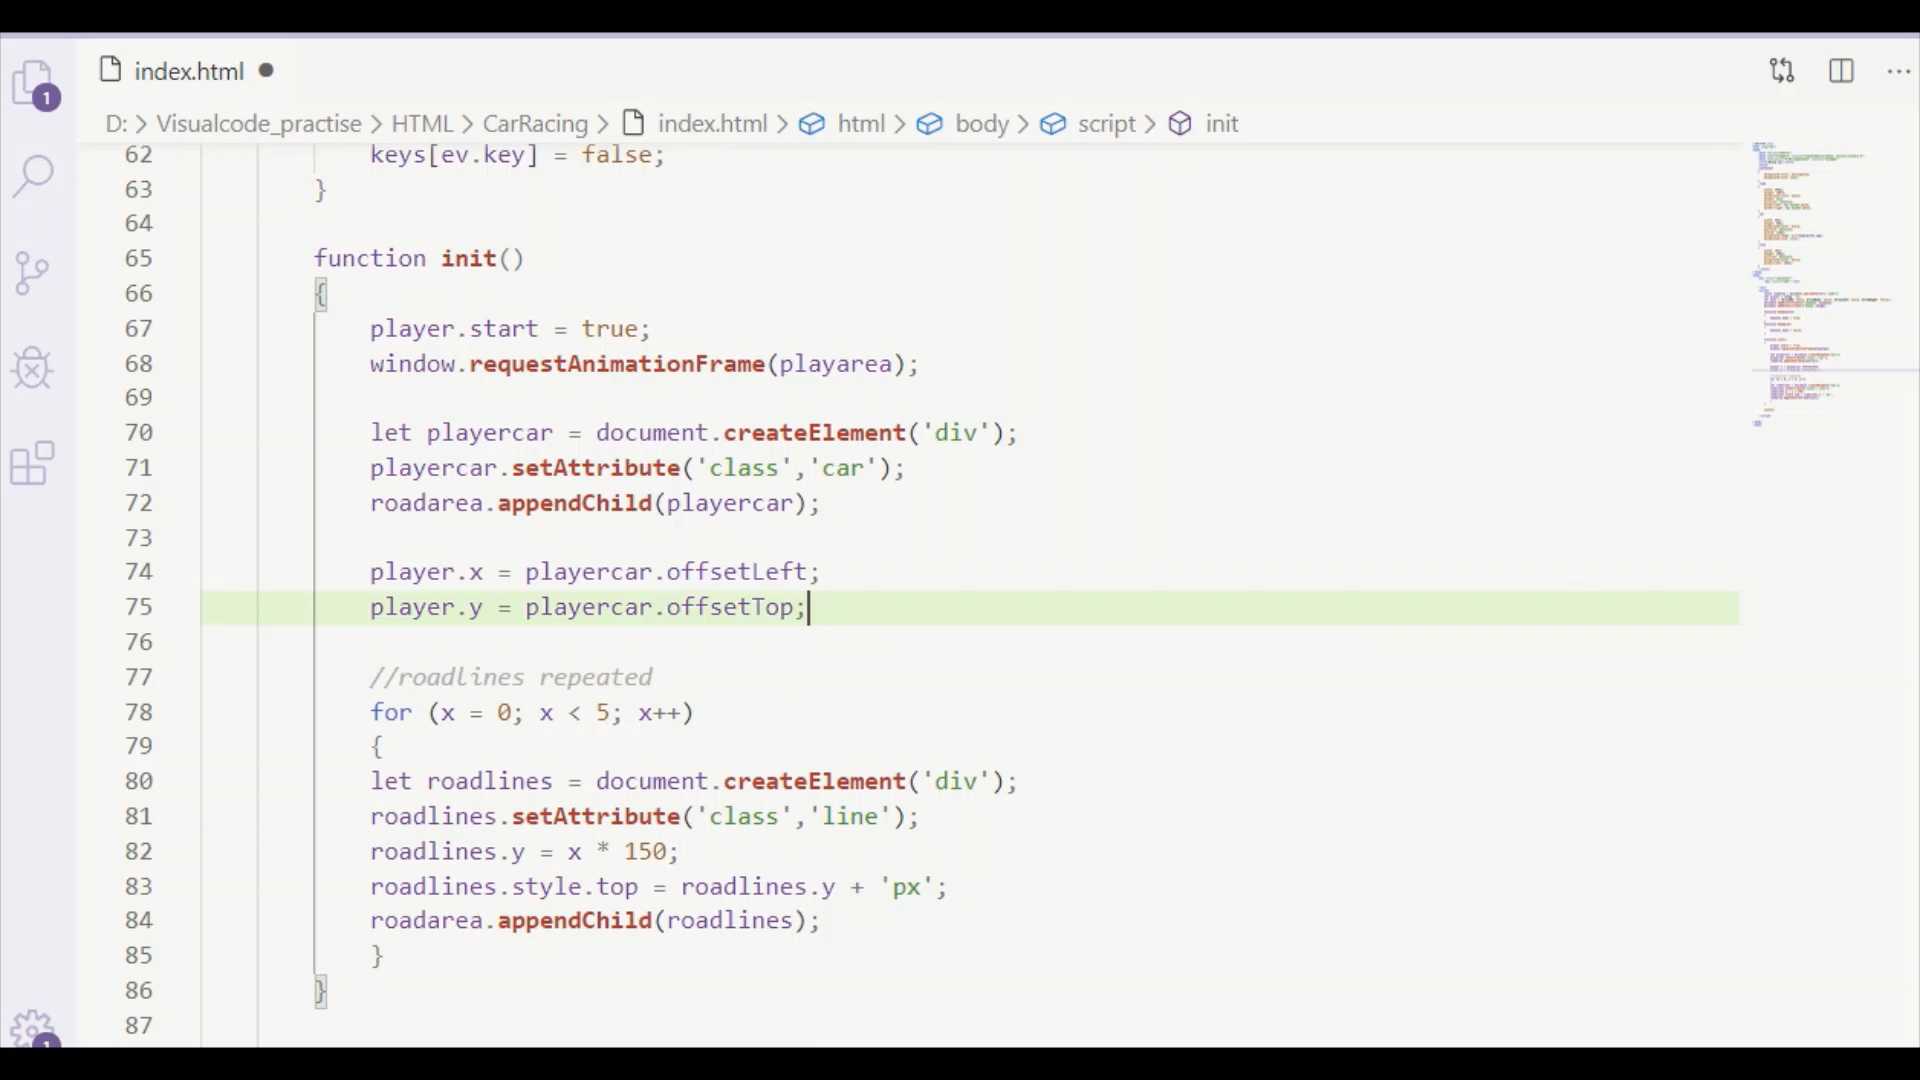 index.html
D: > Visualcode_practise > HTML > CarRacing > index.html > html > body > script > init
1
62 keys[ev.key] = false;
63 }
64
65 function init()
66 {
67 player.start = true;
68 window.requestAnimationFrame(playarea);
69
70 let playercar = document.createElement('div');
71 playercar.setAttribute('class','car');
72 roadarea.appendChild(playercar);
73
74 player.x = playercar.offsetLeft;
75 player.y = playercar.offsetTop;
76
77 //roadlines repeated
78 for (x = 0; x < 5; x++)
79 {
80 let roadlines = document.createElement('div');
81 roadlines.setAttribute('class','line');
82 roadlines.y = x * 150;
83 roadlines.style.top = roadlines.y + 'px';
84 roadarea.appendChild(roadlines);
85 }
86 }
87
1